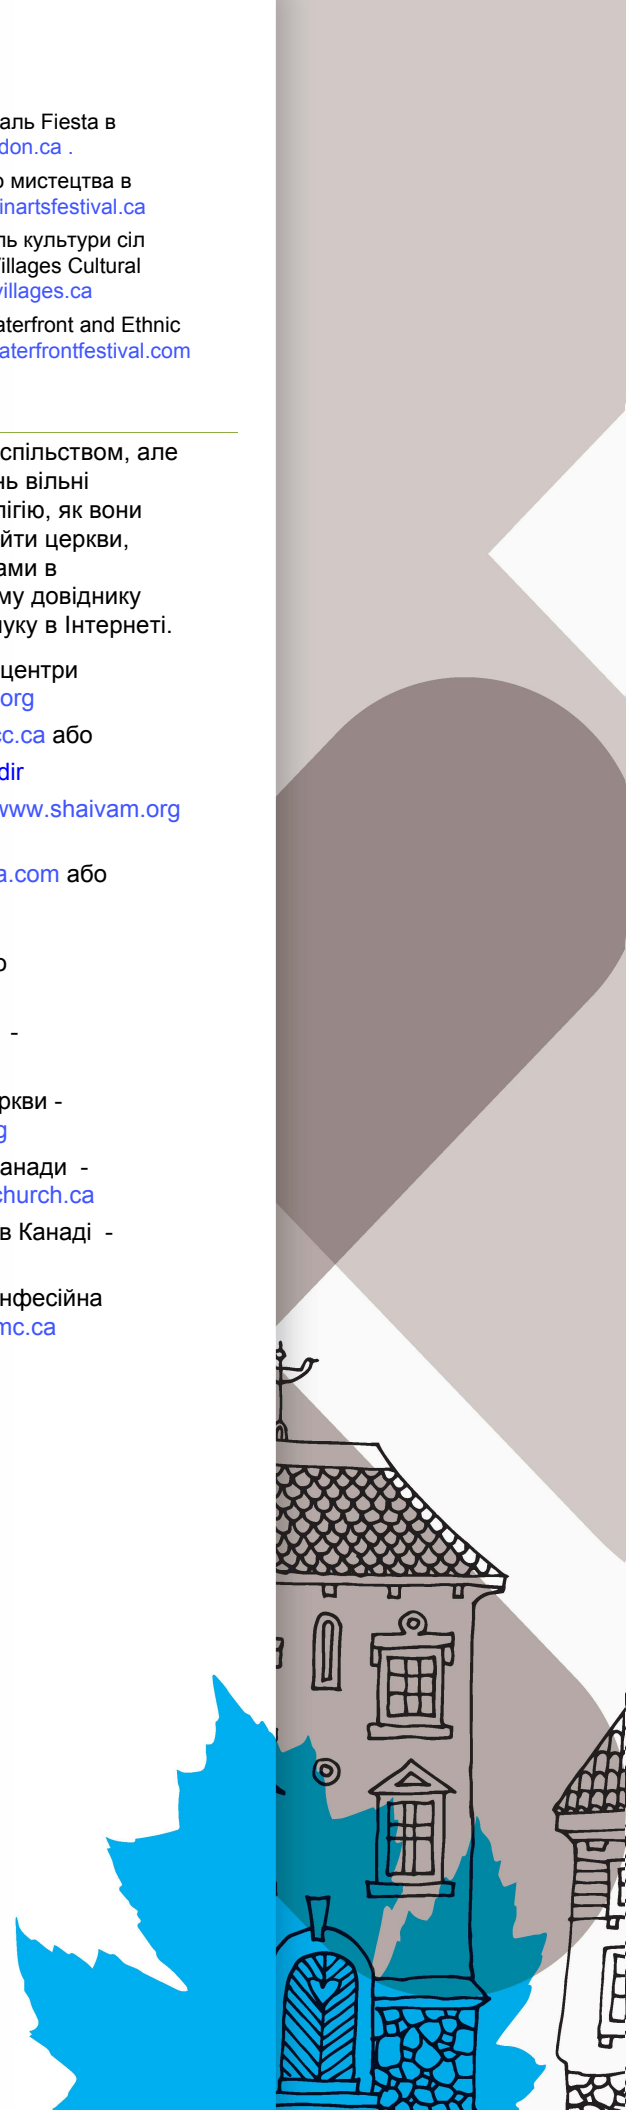 аль Fiesta в
don.ca .
о мистецтва в
inartsfestival.ca
ль культури сіл
Villages Cultural
villages.ca
aterfront and Ethnic
aterfrontfestival.com
спільством, але
нь вільні
лігію, як вони
йти церкви,
ами в
му довіднику
уку в Інтернеті.
центри
org
cc.ca або
dir
www.shaivam.org
a.com або
о
-
ркви -
g
анади -
church.ca
в Канаді -
нфесійна
mc.ca